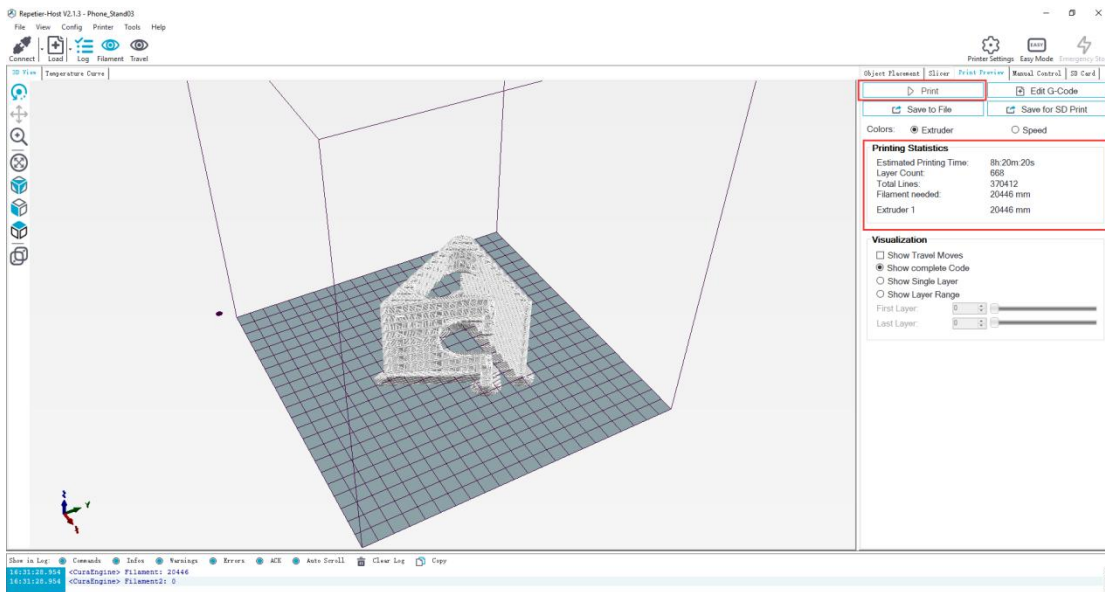 Repetier-Host V2.1.3 - Phone_Stand03
File View Config Printer Tools Help
Connect Load Log Filament Travel
Printer Settings EASY Easy Mode Emergency Sto
3D View Temperature Curve
Object Placement Slicer Print Preview Manual Control SD Card
Print Edit G-Code
Save to File Save for SD Print
Colors: Extruder Speed
Printing Statistics
Estimated Printing Time: 8h:20m:20s
Layer Count: 668
Total Lines: 370412
Filament needed: 20446 mm
Extruder 1 20446 mm
Visualization
Show Travel Moves
Show complete Code
Show Single Layer
Show Layer Range
First Layer: 0
Last Layer: 0
Z Y X
Show in Log: Commands Infos Warnings Errors ACK Auto Scroll Clear Log Copy
16:31:28.954 <CuraEngine> Filament: 20446
16:31:28.954 <CuraEngine> Filement2: 0